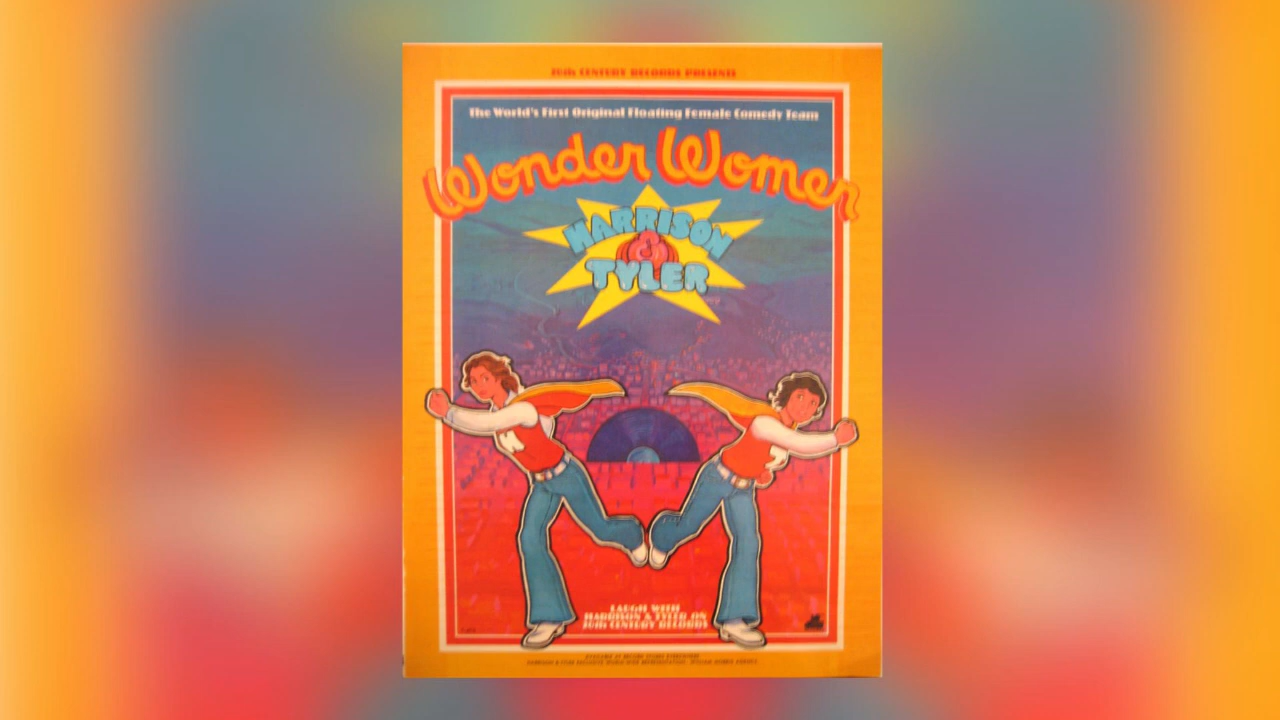 20th CENTURY RECORDS PRESENTS
The World's First Original Floating Female Comedy Team
Wonder Women
HARRISON
&
TYLER
LAUGH WITH
HARRISON & TYLER ON
20th CENTURY RECORDS